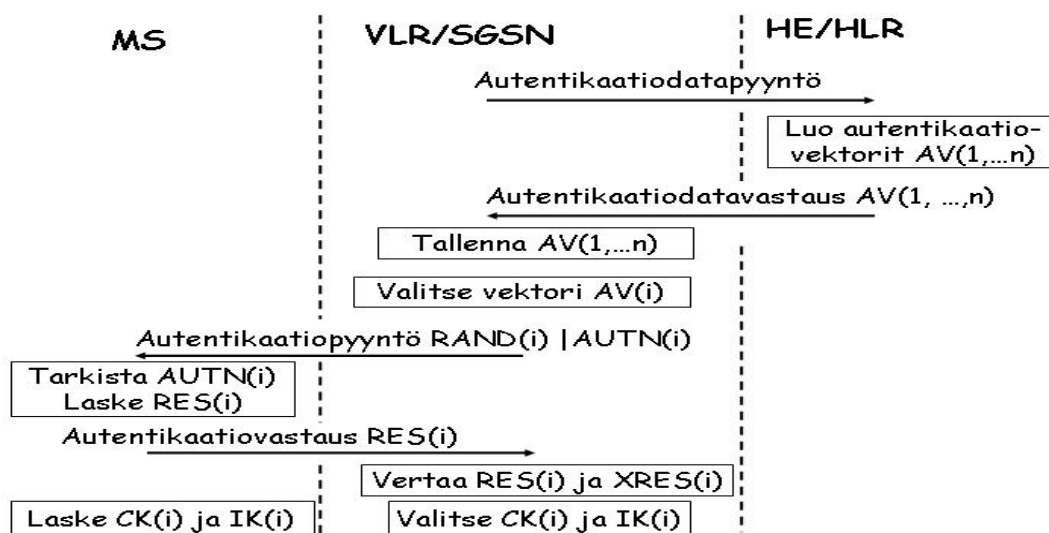 MS
VLR/SGSN
HE/HLR
Autentikaatiodatapyyntö
Luo autentikaatio-
vektorit AV(1,...n)
Autentikaatiodatavastaus AV(1, ...,n)
Tallenna AV(1,...n)
Valitse vektori AV(i)
Autentikaatiopyyntö RAND(i) |AUTN(i)
Tarkista AUTN(i)
Laske RES(i)
Autentikaatiovastaus RES(i)
Vertaa RES(i) ja XRES(i)
Laske CK(i) ja IK(i)
Valitse CK(i) ja IK(i)